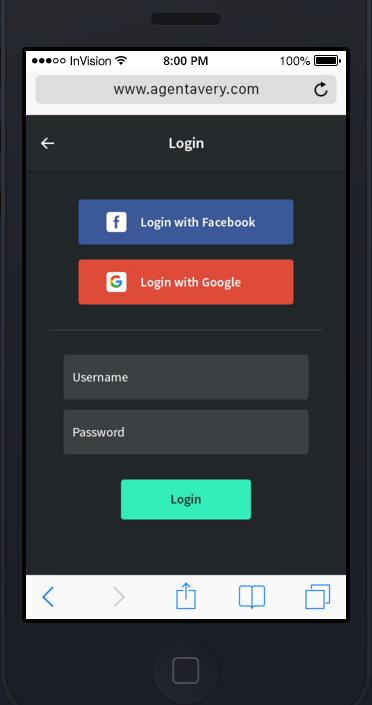 InVision 8:00 PM 100%
www.agentavery.com
Login
f Login with Facebook
G Login with Google
Username
Password
Login